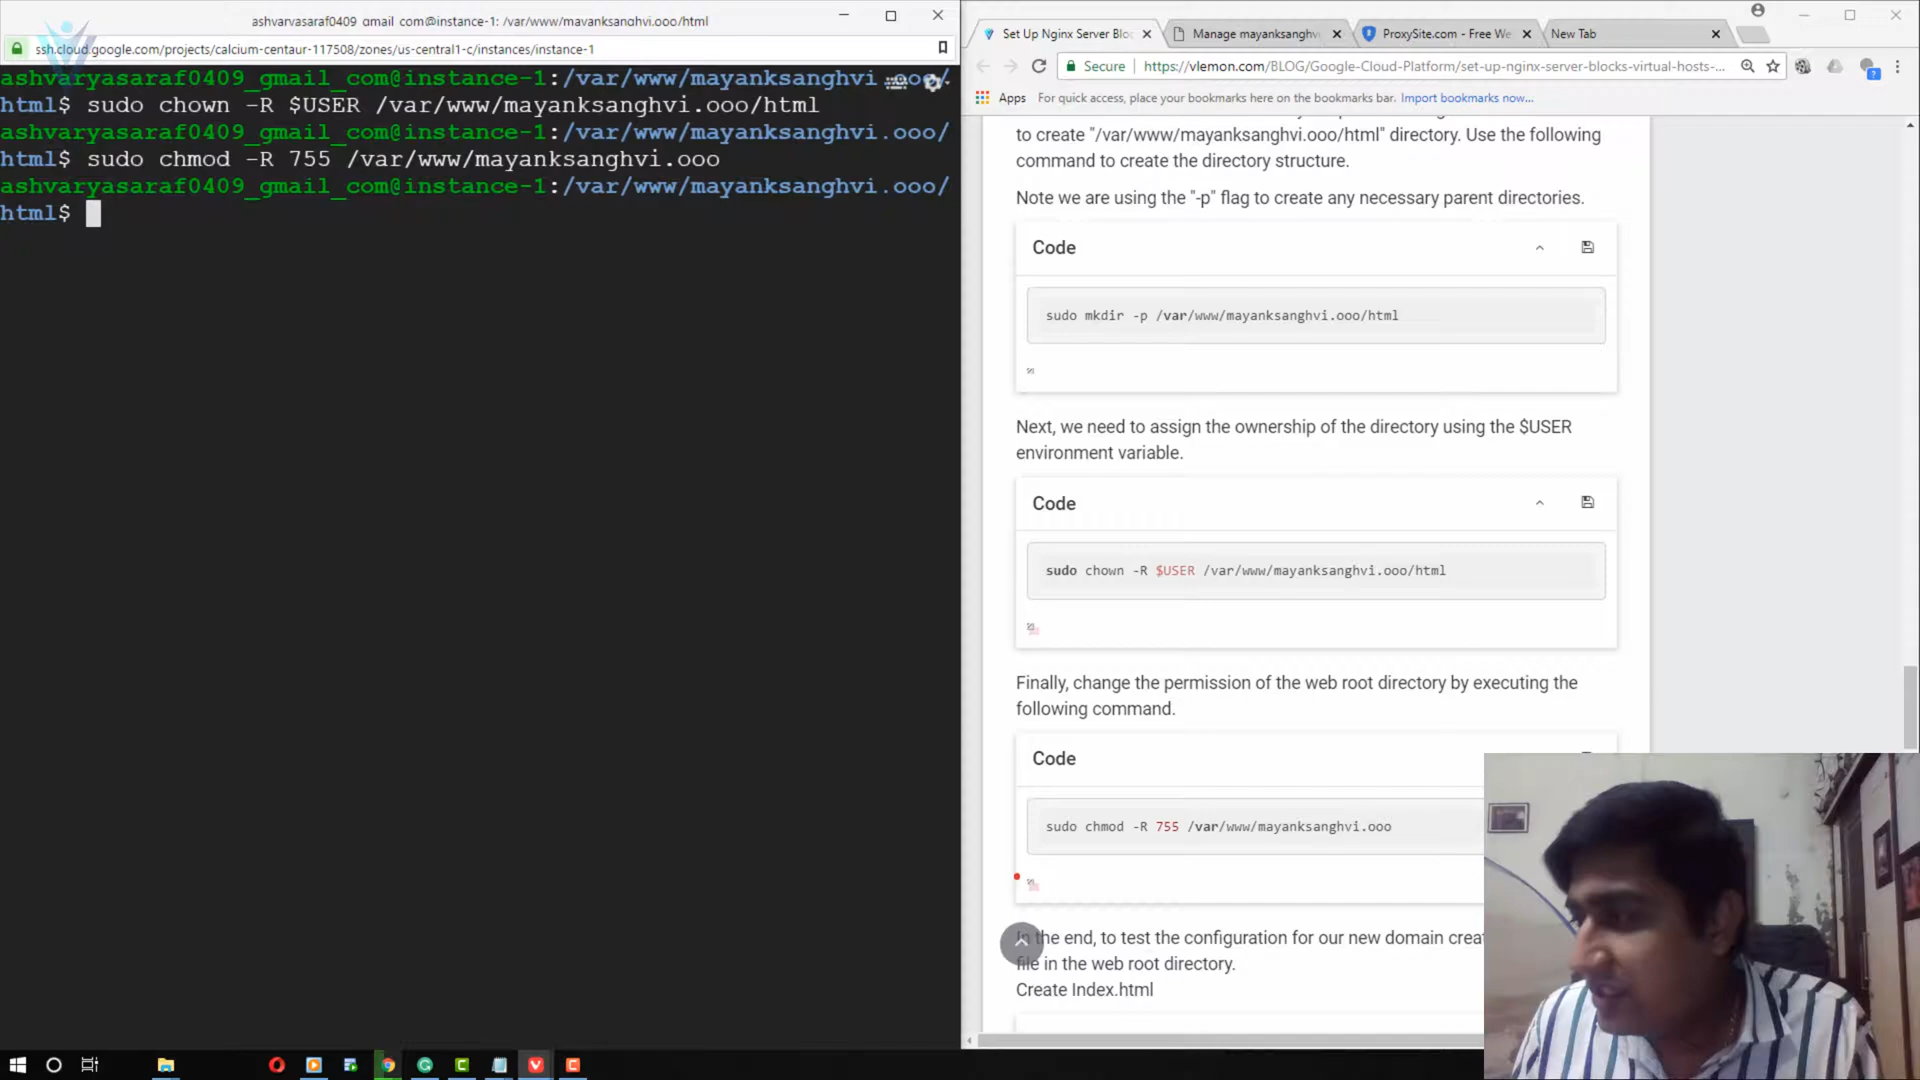 ashvaryasaraf0409_gmail_com@instance-1: /var/www/mayanksanghvi.ooo/html
ssh.cloud.google.com/projects/calcium-centaur-117508/zones/us-central1-c/instances/instance-1
ashvaryasaraf0409_gmail_com@instance-1:/var/www/mayanksanghvi.ooo/
html$ sudo chown -R $USER /var/www/mayanksanghvi.ooo/html
ashvaryasaraf0409_gmail_com@instance-1:/var/www/mayanksanghvi.ooo/
html$ sudo chmod -R 755 /var/www/mayanksanghvi.ooo
ashvaryasaraf0409_gmail_com@instance-1:/var/www/mayanksanghvi.ooo/
html$
Set Up Nginx Server Bloc
Manage mayanksanghvi
ProxySite.com - Free We
New Tab
Secure
https://vlemon.com/BLOG/Google-Cloud-Platform/set-up-nginx-server-blocks-virtual-hosts-...
Apps
For quick access, place your bookmarks here on the bookmarks bar. Import bookmarks now...
to create "/var/www/mayanksanghvi.ooo/html" directory. Use the following
command to create the directory structure.
Note we are using the "-p" flag to create any necessary parent directories.
Code
sudo mkdir -p /var/www/mayanksanghvi.ooo/html
Next, we need to assign the ownership of the directory using the $USER
environment variable.
Code
sudo chown -R $USER /var/www/mayanksanghvi.ooo/html
Finally, change the permission of the web root directory by executing the
following command.
Code
sudo chmod -R 755 /var/www/mayanksanghvi.ooo
In the end, to test the configuration for our new domain creat
file in the web root directory.
Create Index.html